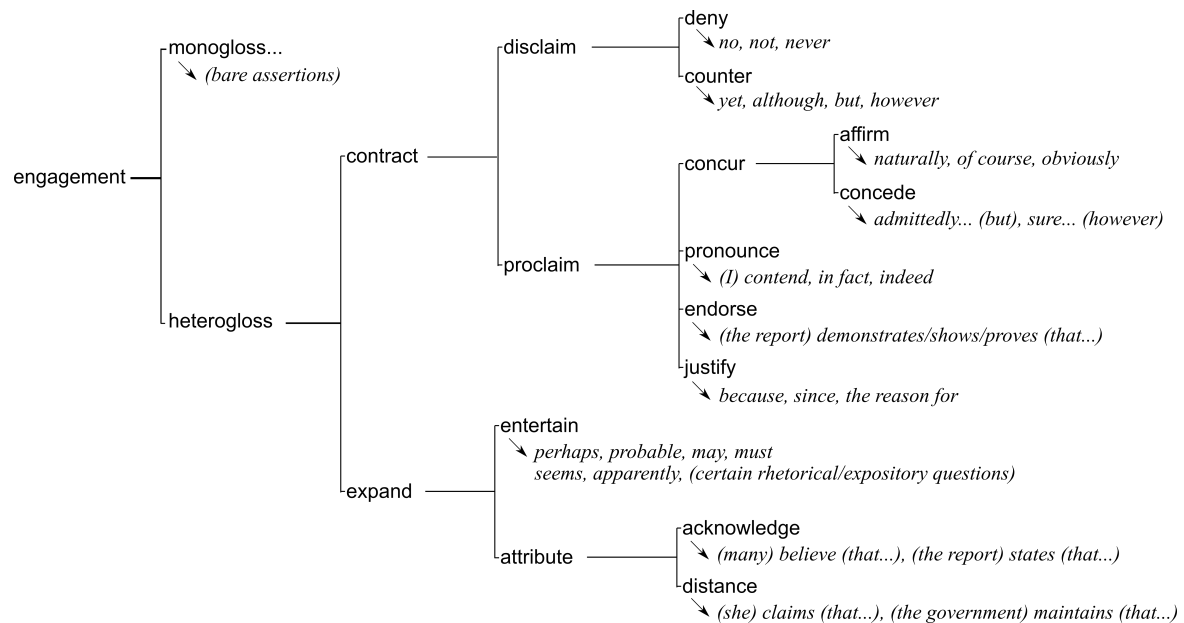 deny
no, not, never
monogloss...
disclaim
(bare assertions)
counter
yet, although, but, however
affirm
contract
naturally, of course, obviously
concur
engagement
concede
admittedly... (but), sure... (however)
pronounce
proclaim
(I) contend, in fact, indeed
endorse
heterogloss
(the report) demonstrates/shows/proves (that...)
justify
because, since, the reason for
entertain
perhaps, probable, may, must
seems, apparently, (certain rhetorical/expository questions)
expand
acknowledge
attribute
(many) believe (that...), (the report) states (that...)
distance
(she) claims (that...), (the government) maintains (that...)